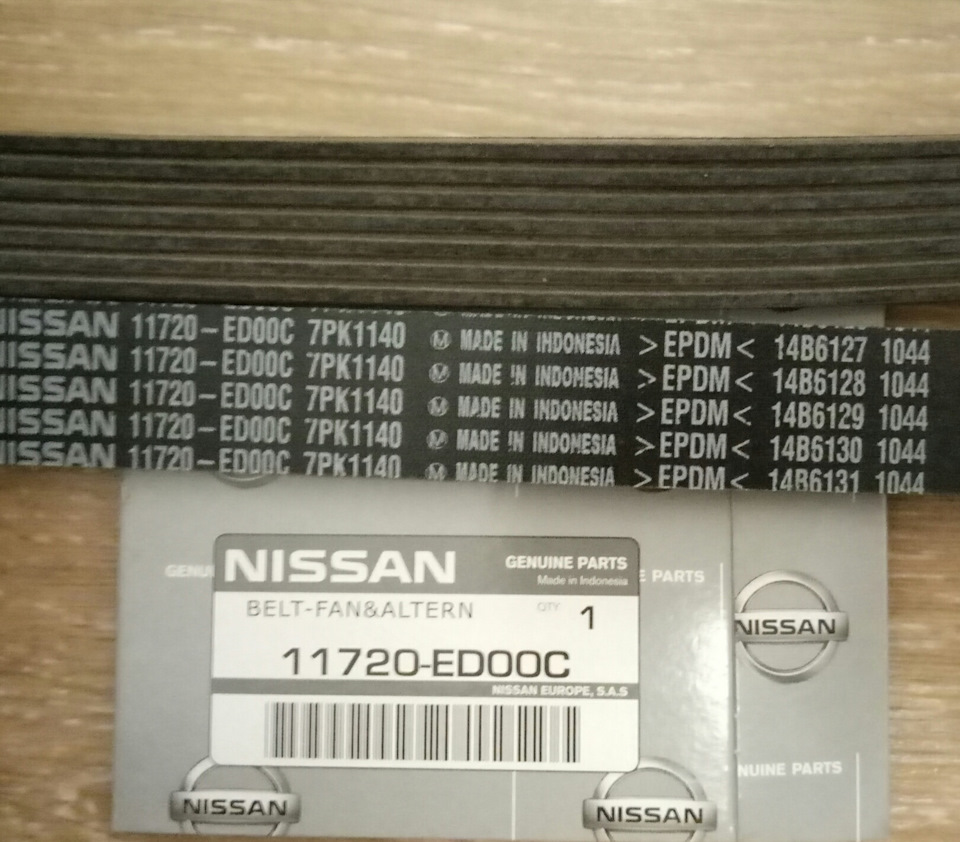 NISSAN 11720-ED00C 7PK1140 M MADE IN INDONESIA >EPDM< 14B6127 1044
NISSAN 11720-ED00C 7PK1140 M MADE IN INDONESIA >EPDM< 14B6128 1044
NISSAN 11720-ED00C 7PK1140 M MADE IN INDONESIA >EPDM< 14B6129 1044
NISSAN 11720-ED00C 7PK1140 M MADE IN INDONESIA >EPDM< 14B6130 1044
NISSAN 11720-ED00C 7PK1140 M MADE IN INDONESIA >EPDM< 14B6131 1044
NISSAN GENUINE PARTS
Made in Indonesia
BELT-FAN&ALTERN QTY 1
11720-ED00C
NISSAN EUROPE, S.A.S
GENU
E PARTS
NISSAN
NUINE PARTS
NISSAN
NISSAN